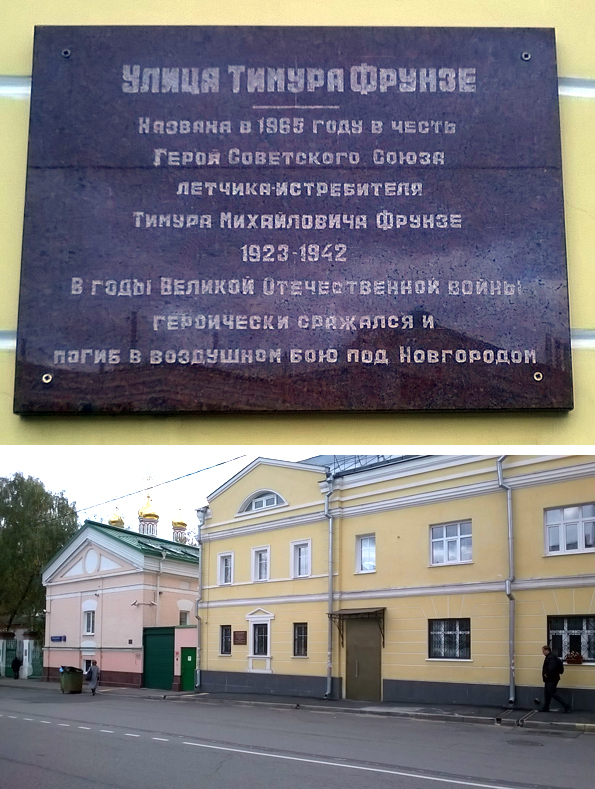 Улица Тимура Фрунзе
Названа в 1965 году в честь
Героя Советского Союза
летчика-истребителя
Тимура Михайловича Фрунзе
1923-1942
В годы Великой Отечественной войны
героически сражался и
погиб в воздушном бою под Новгородом